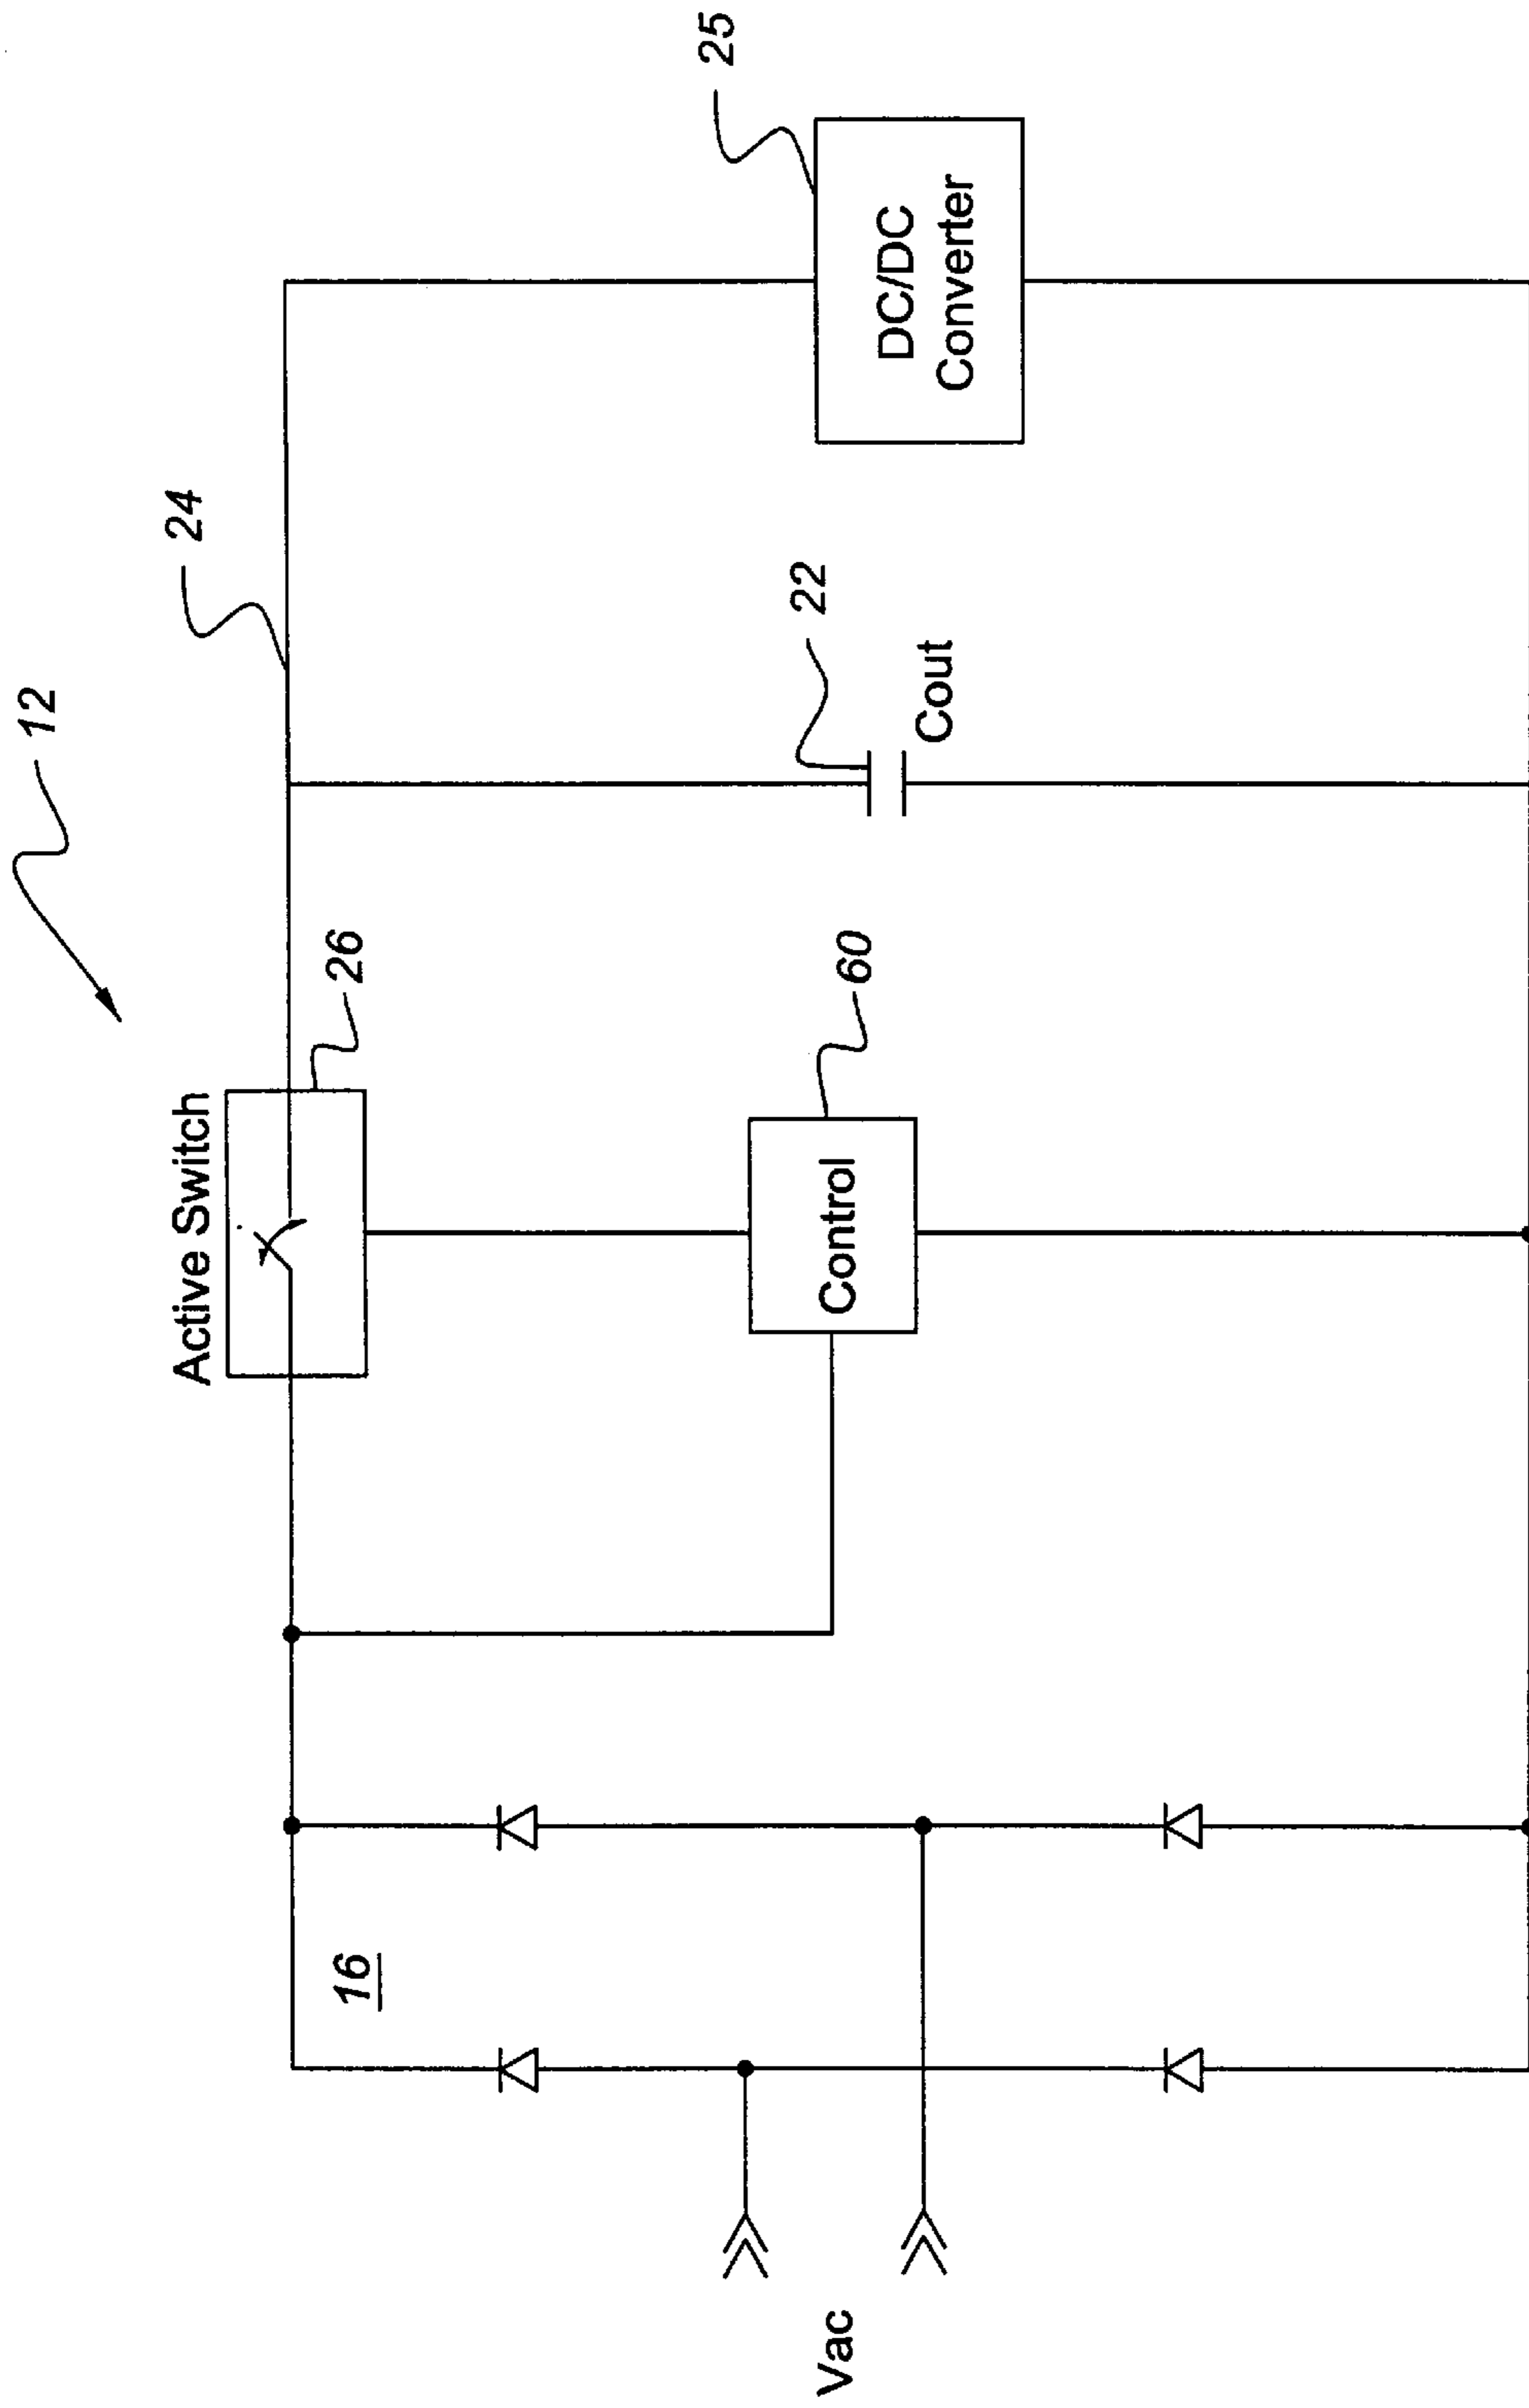 12
24
25
Active Switch
26
22
Cout
60
Control
DC/DC
Converter
16
Vac